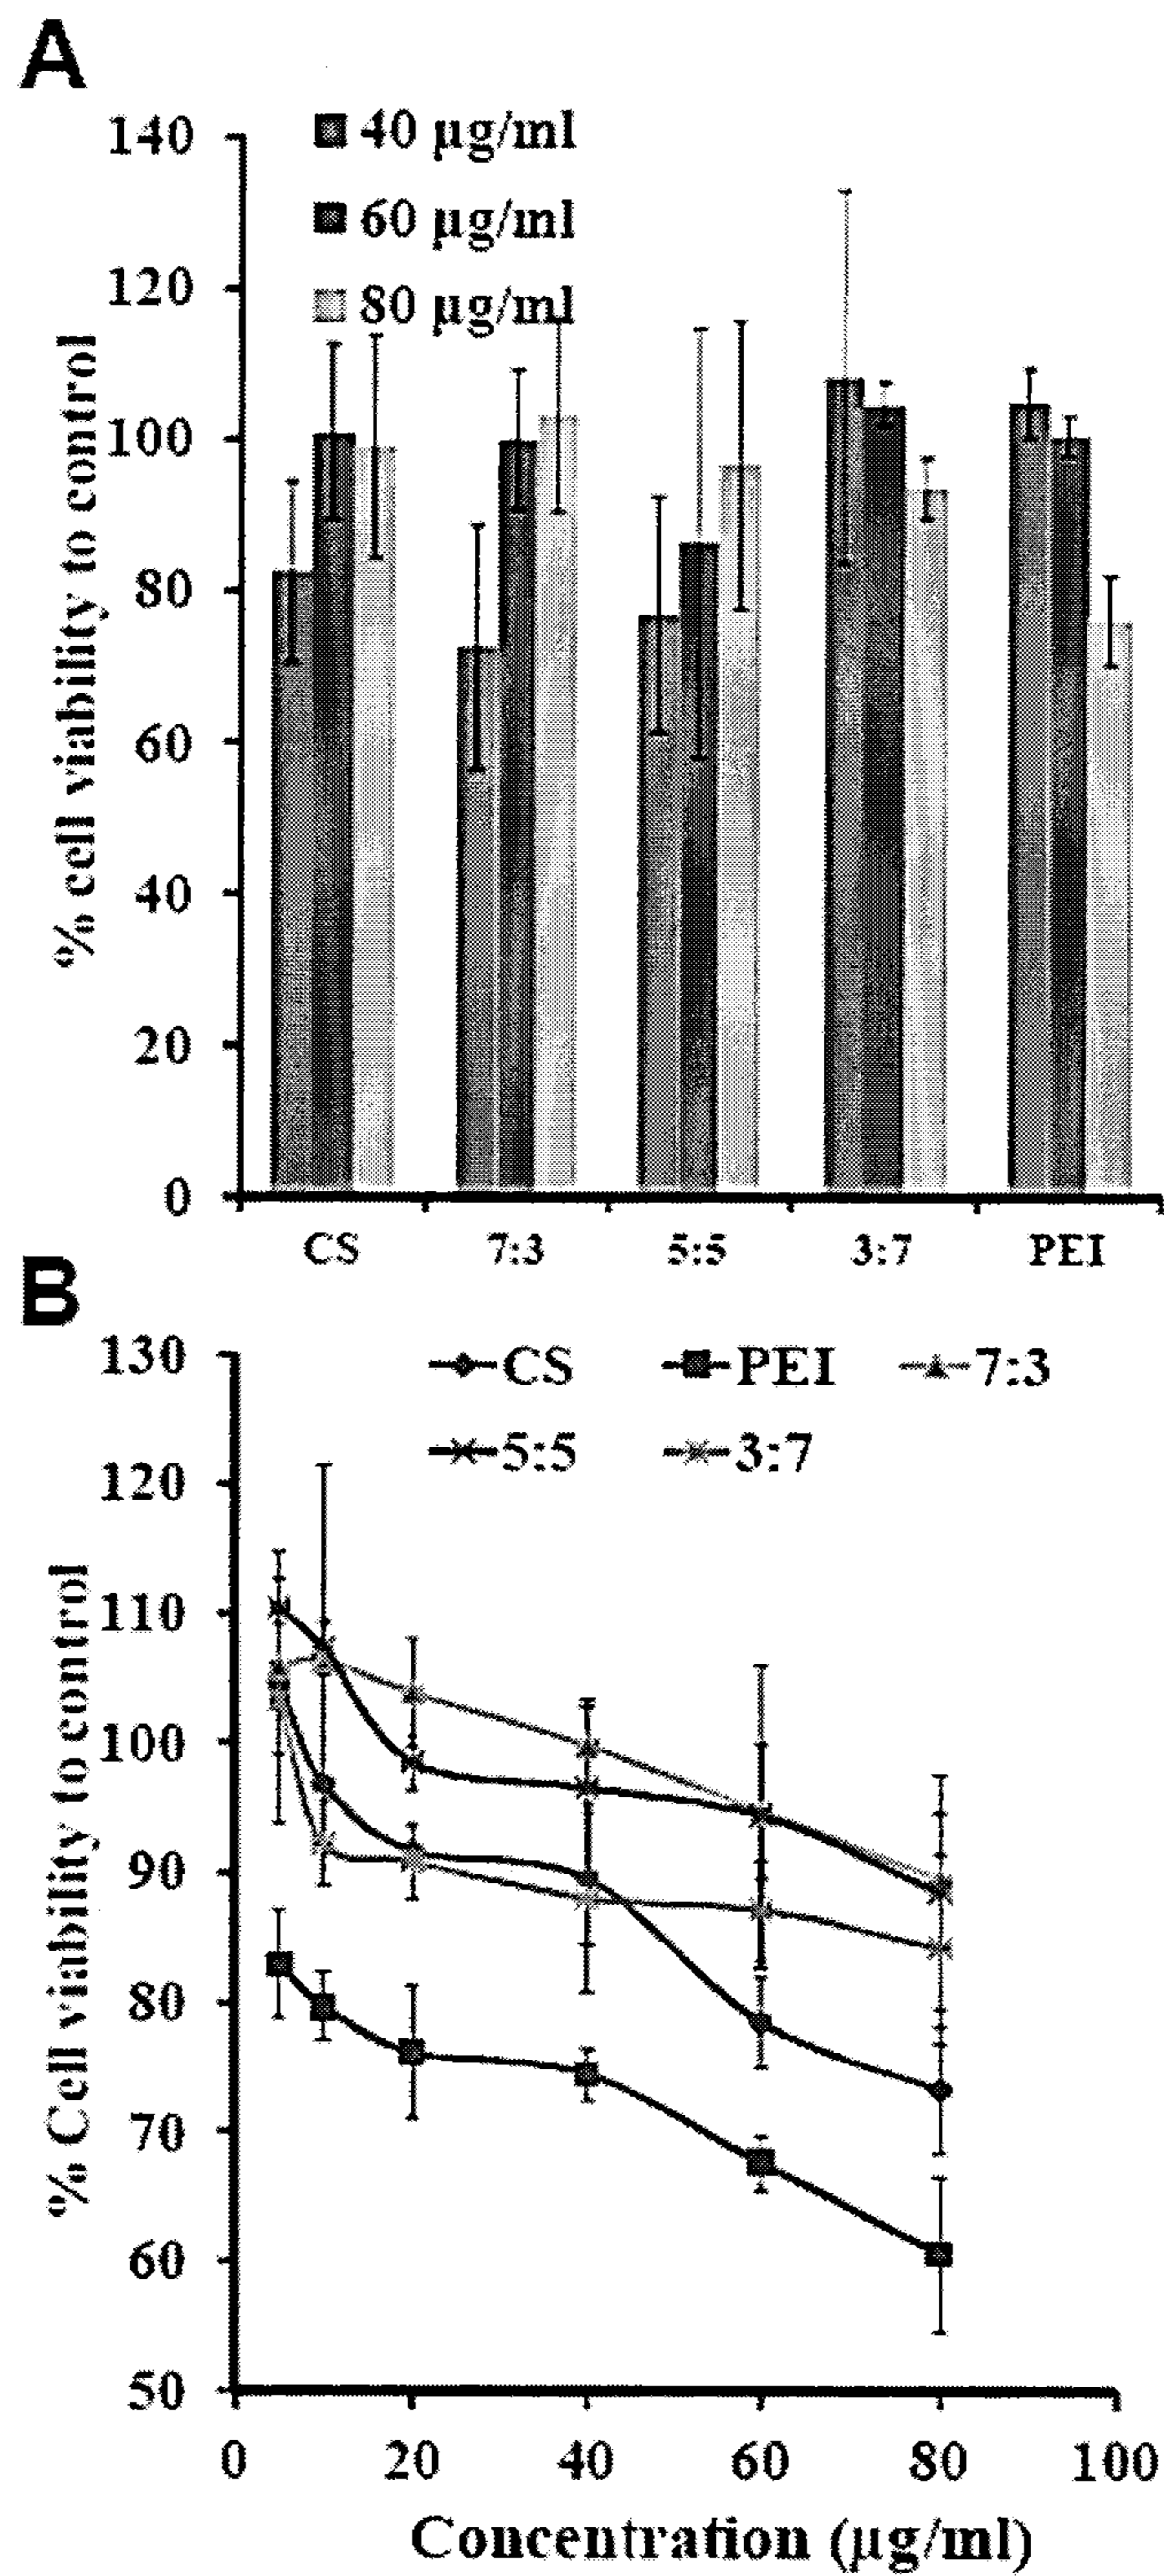 A
140
40 µg/ml
60 µg/ml
120
80 µg/ml
100
80
60
40
20
0
% cell viability to control
CS 7:3 5:5 3:7 PEI
B
130
CS PEI 7:3
5:5 3:7
120
110
100
90
80
70
60
50
% Cell viability to control
0 20 40 60 80 100
Concentration (µg/ml)